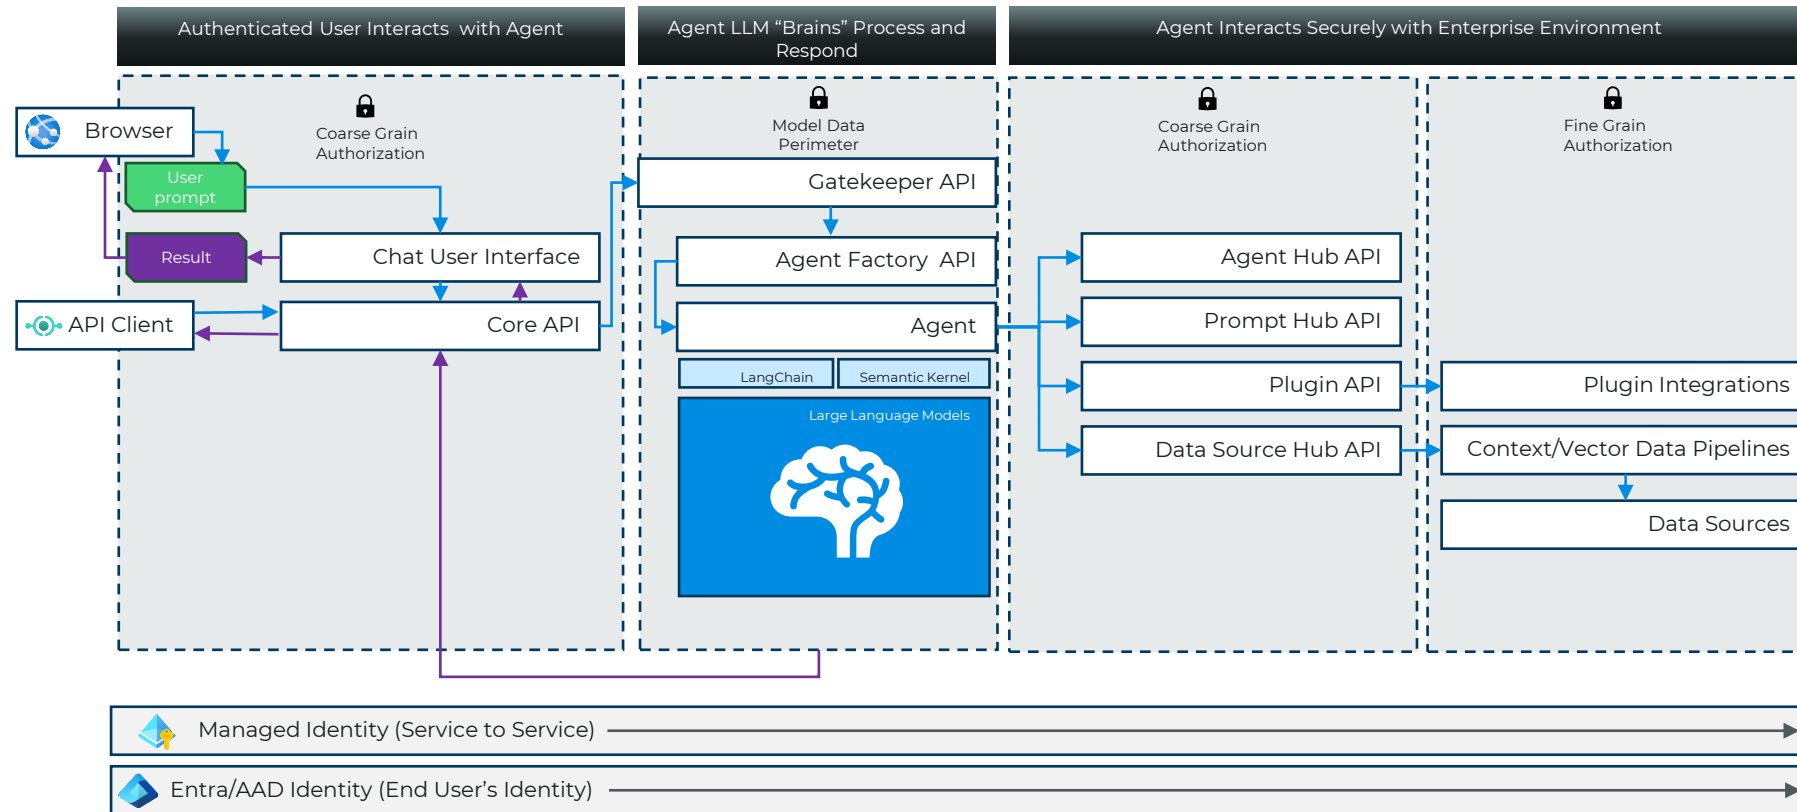 Authenticated User Interacts with Agent
Agent LLM “Brains” Process and
Respond
Agent Interacts Securely with Enterprise Environment
Coarse Grain
Authorization
Model Data
Perimeter
Coarse Grain
Authorization
Fine Grain
Authorization
Browser
User
prompt
Result
API Client
Chat User Interface
Core API
Gatekeeper API
Agent Factory API
Agent
LangChain
Semantic Kernel
Large Language Models
Agent Hub API
Prompt Hub API
Plugin API
Data Source Hub API
Plugin Integrations
Context/Vector Data Pipelines
Data Sources
Managed Identity (Service to Service)
Entra/AAD Identity (End User’s Identity)